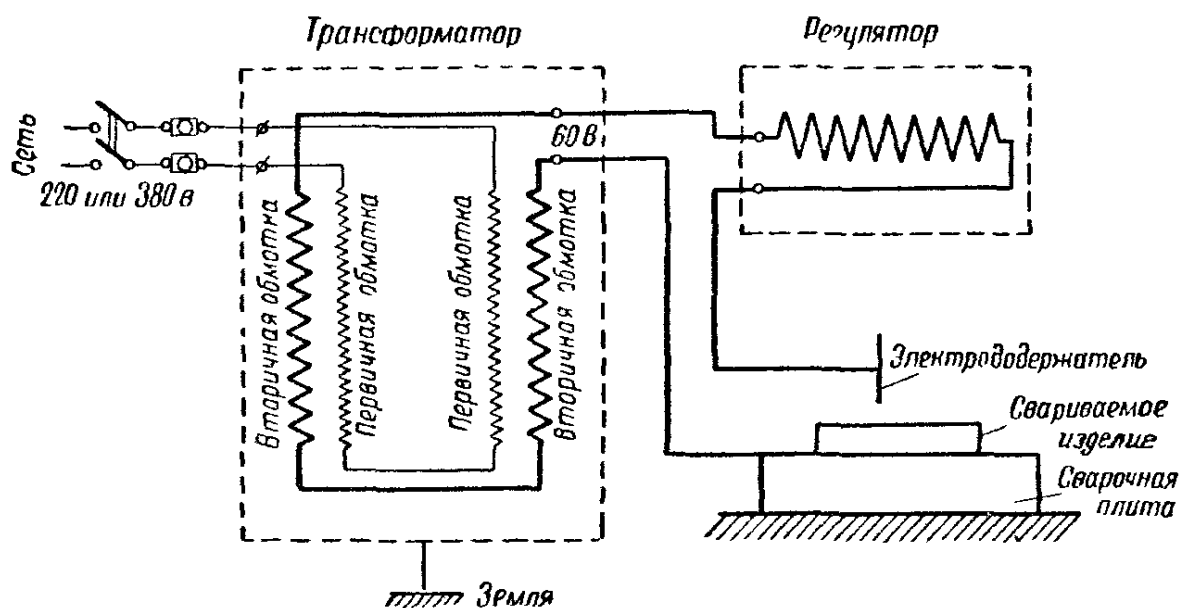 Трансформатор
Регулятор
Сеть
220 или 380 в
60 В
Вторичная обмотка
Первичная обматка
Первичная обмотка
Вторичная обмотка
Электрододержатель
Свариваемое
изделие
Сварочная
плита
Земля